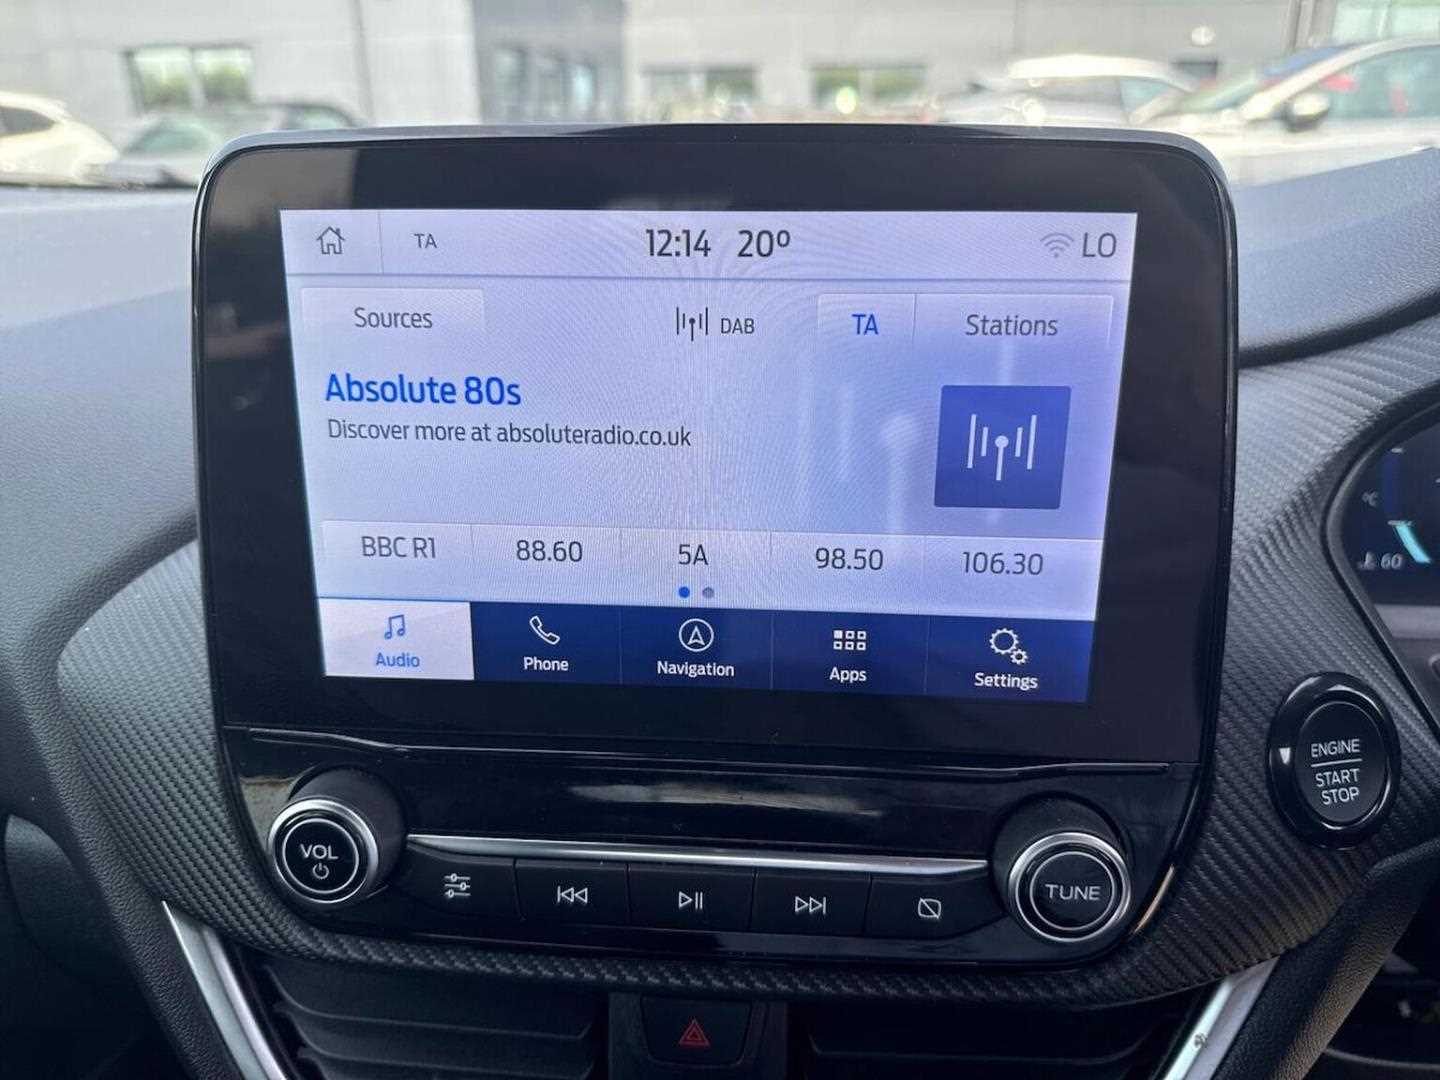 TA 12:14 20º LO
Sources DAB TA Stations
Absolute 80s
Discover more at absoluteradio.co.uk
BBC R1 88.60 5A 98.50 106.30
Audio Phone Navigation Apps Settings
°C
60
ENGINE
START
STOP
VOL
TUNE